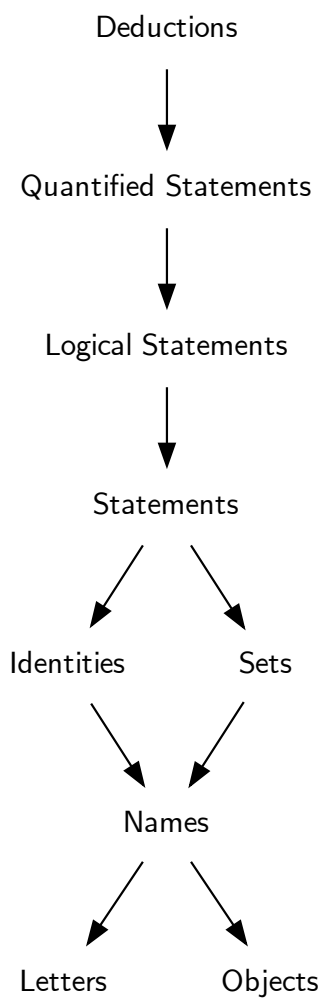 Deductions
Quantified Statements
Logical Statements
Statements
Identities
Sets
Names
Letters
Objects